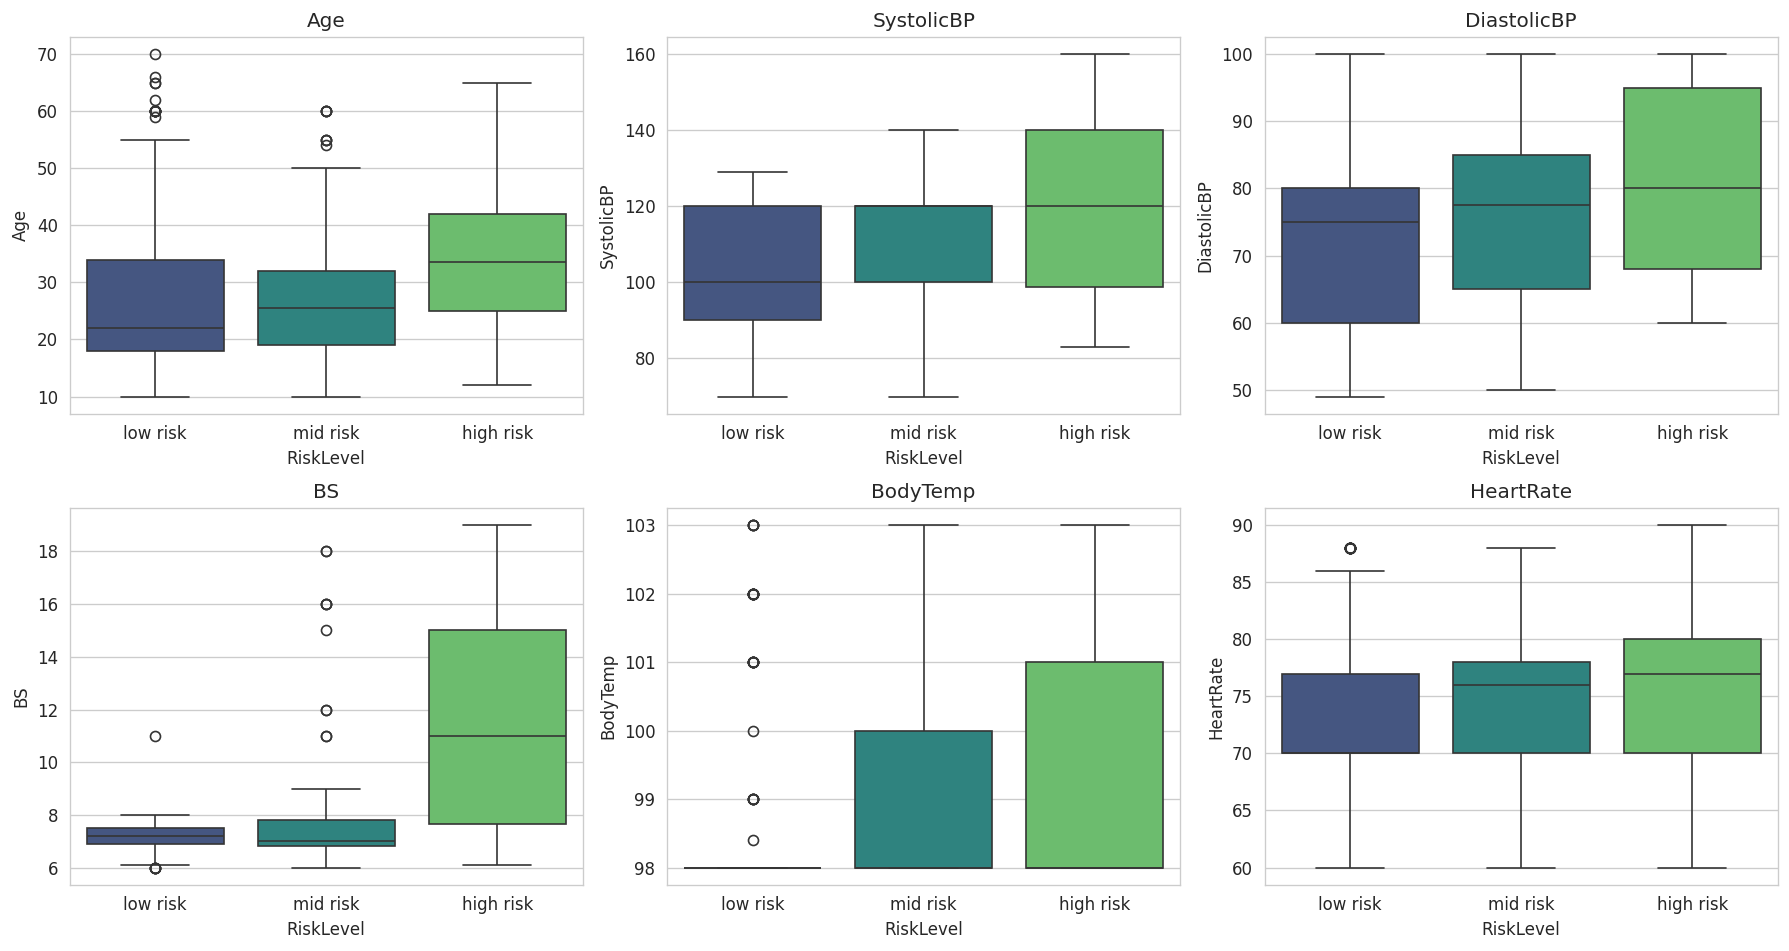 Age
SystolicBP
DiastolicBP
70
60
50
40
30
20
10
Age
low risk
mid risk
high risk
RiskLevel
160
140
120
100
80
SystolicBP
low risk
mid risk
high risk
RiskLevel
100
90
80
70
60
50
DiastolicBP
low risk
mid risk
high risk
RiskLevel
BS
BodyTemp
HeartRate
18
16
14
12
10
8
6
BS
low risk
mid risk
high risk
RiskLevel
103
102
101
100
99
98
BodyTemp
low risk
mid risk
high risk
RiskLevel
90
85
80
75
70
65
60
HeartRate
low risk
mid risk
high risk
RiskLevel